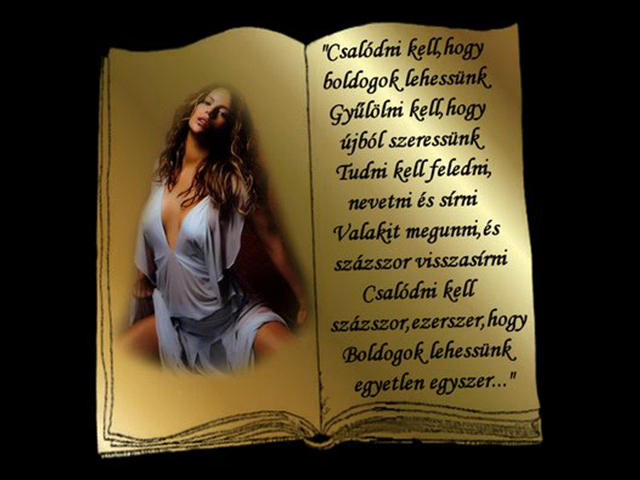 "Csalódni kell,hogy
boldogok lehessünk
Gyűlölni kell,hogy
újból szeressünk
Tudni kell feledni,
nevetni és sírni
Valakit megunni,és
százszor visszasírni
Csalódni kell
százszor,ezerszer,hogy
Boldogok lehessünk
egyetlen egyszer..."